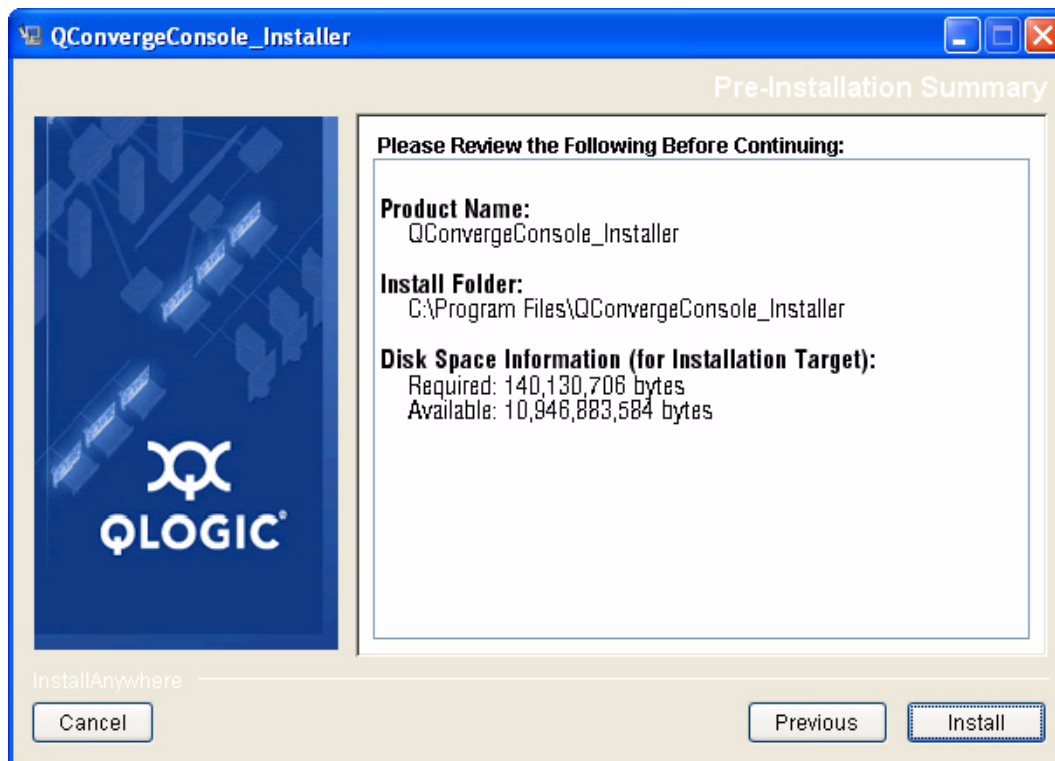 QConvergeConsole_Installer
Pre-Installation Summary
Please Review the Following Before Continuing:
Product Name:
QConvergeConsole_Installer
Install Folder:
C:\Program Files\QConvergeConsole_Installer
Disk Space Information (for Installation Target):
Required: 140,130,706 bytes
Available: 10,946,883,584 bytes
QLOGIC®
InstallAnywhere
Cancel
Previous
Install